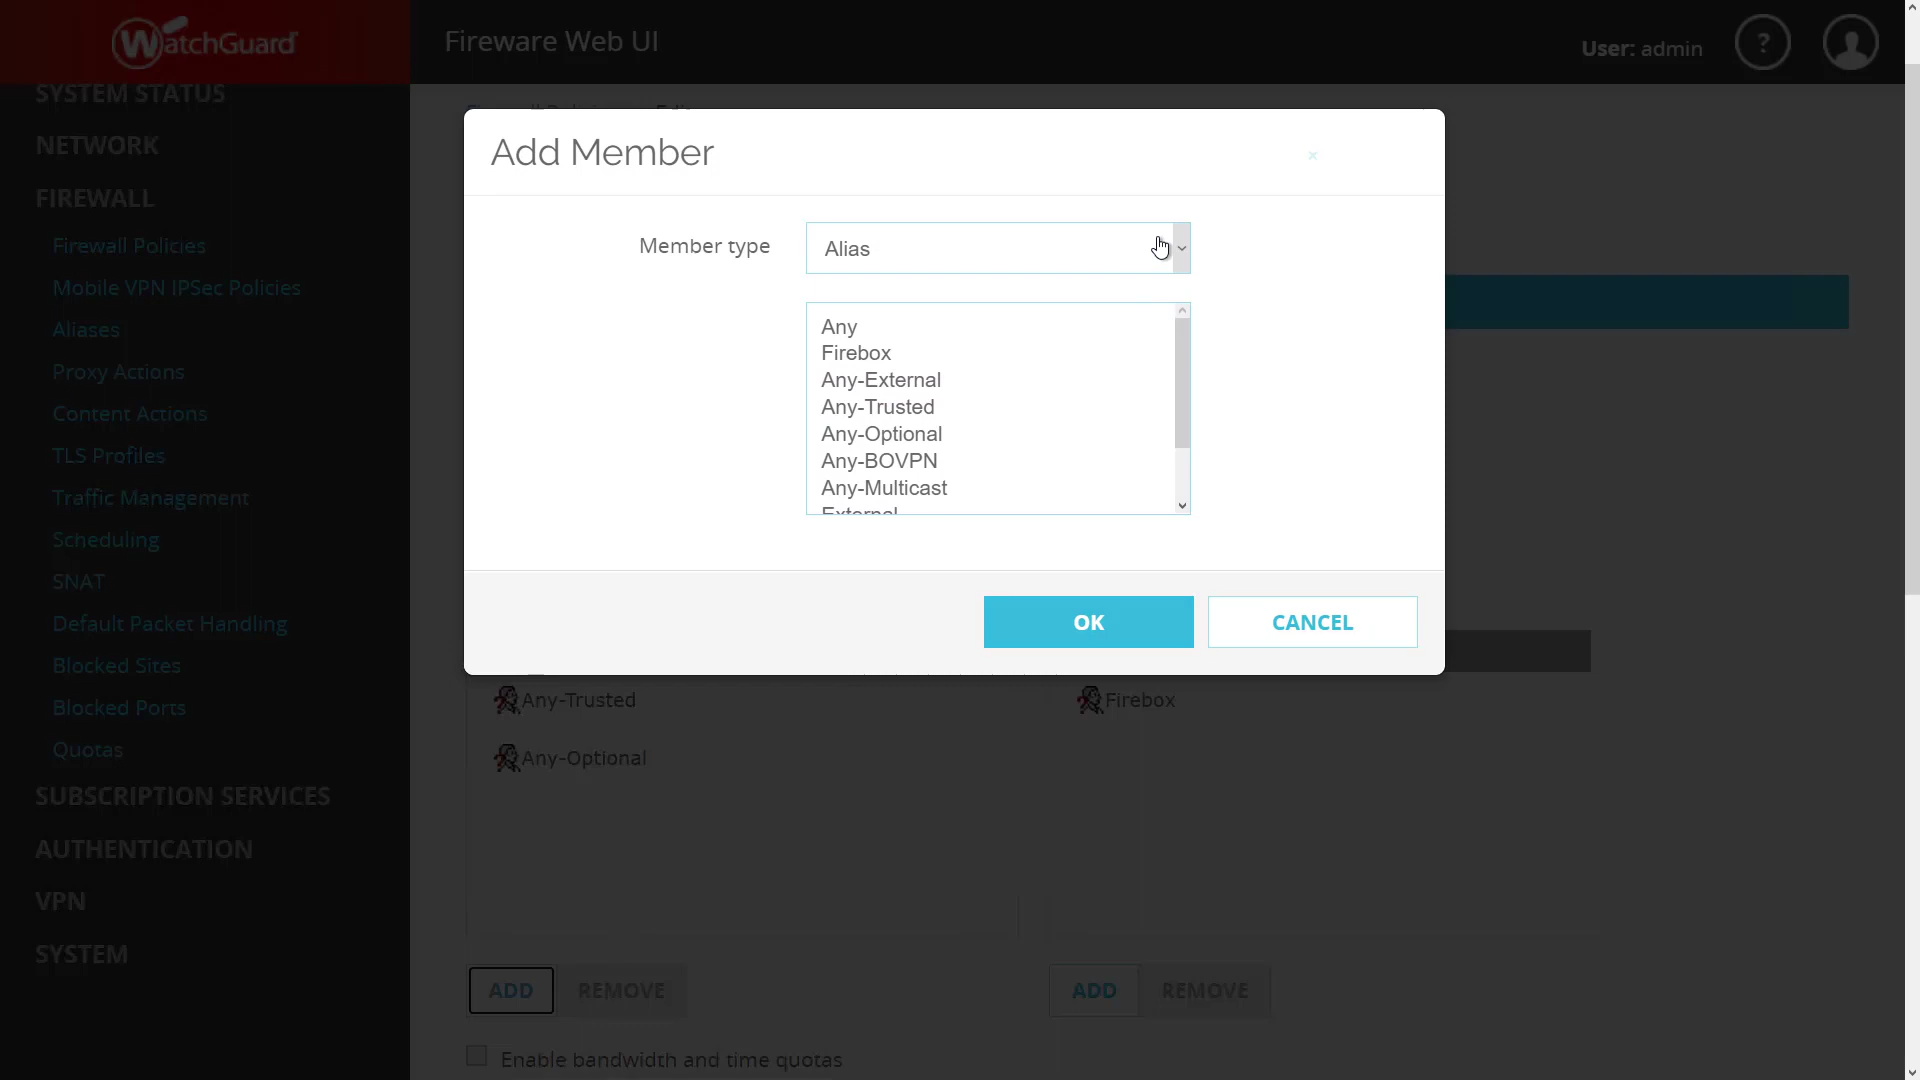 WatchGuard
Fireware Web UI
User: admin
?
SYSTEM STATUS
NETWORK
FIREWALL
Firewall Policies
Mobile VPN IPSec Policies
Aliases
Proxy Actions
Content Actions
TLS Profiles
Traffic Management
Scheduling
SNAT
Default Packet Handling
Blocked Sites
Blocked Ports
Quotas
SUBSCRIPTION SERVICES
AUTHENTICATION
VPN
SYSTEM
Add Member
×
Member type
Alias
Any
Firebox
Any-External
Any-Trusted
Any-Optional
Any-BOVPN
Any-Multicast
External
OK
CANCEL
Any-Trusted
Any-Optional
Firebox
ADD
REMOVE
ADD
REMOVE
Enable bandwidth and time quotas